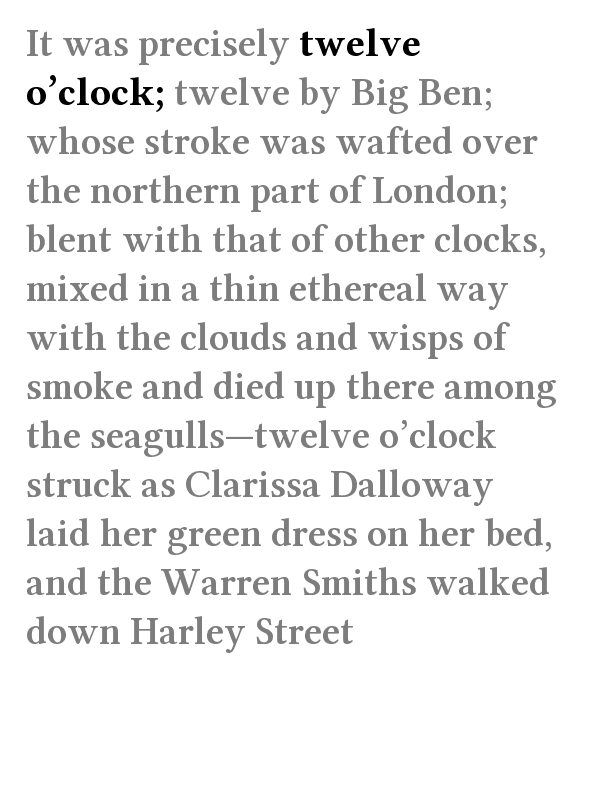 It was precisely twelve
o’clock; twelve by Big Ben;
whose stroke was wafted over
the northern part of London;
blent with that of other clocks,
mixed in a thin ethereal way
with the clouds and wisps of
smoke and died up there among
the seagulls—twelve o’clock
struck as Clarissa Dalloway
laid her green dress on her bed,
and the Warren Smiths walked
down Harley Street